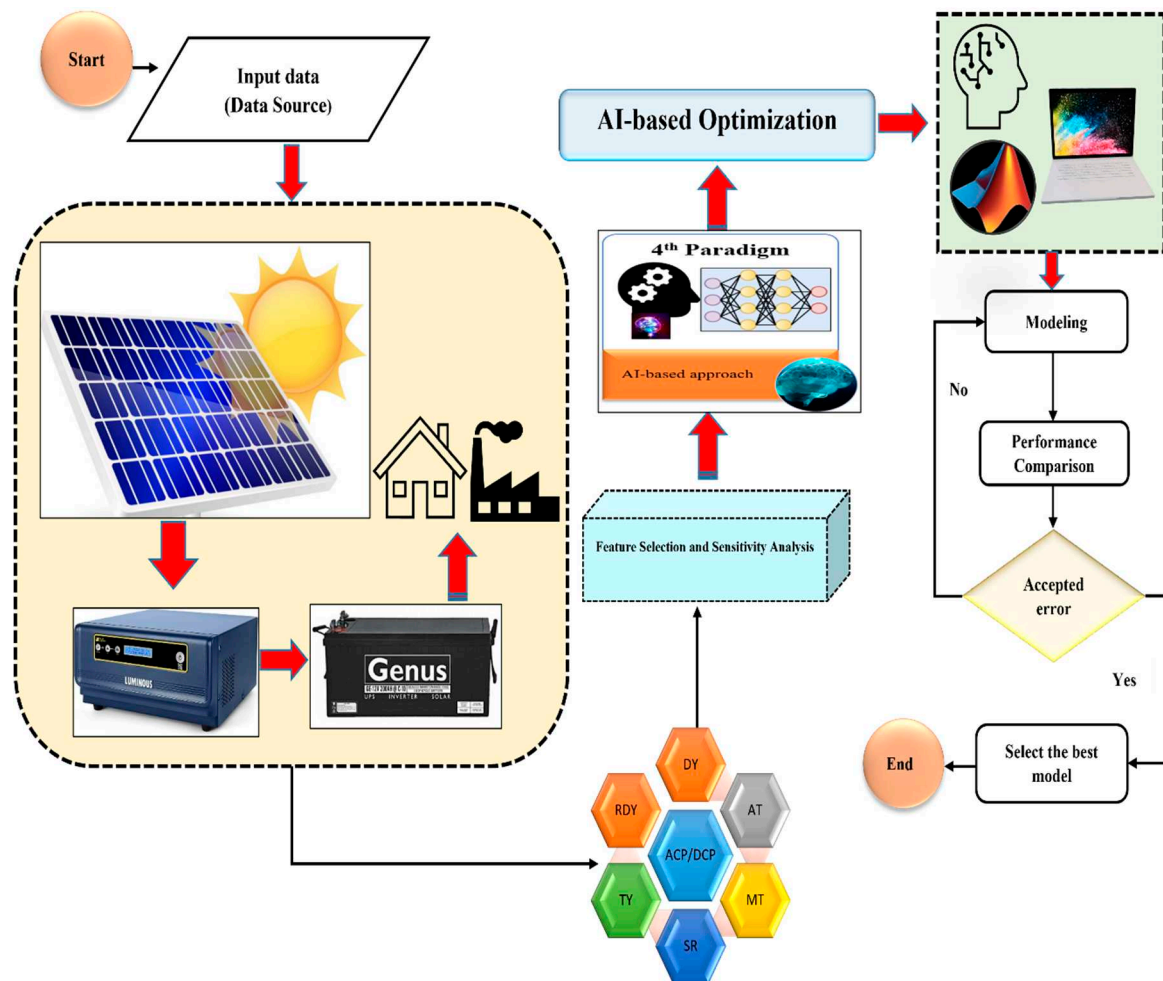 Start
Input data
(Data Source)
LUMINOUS
Genus
UPS INVERTER SOLAR
DY
RDY
AT
ACP/DCP
TY
MT
SR
Feature Selection and Sensitivity Analysis
4th Paradigm
AI-based approach
AI-based Optimization
Modeling
No
Performance
Comparison
Accepted
error
Yes
Select the best
model
End